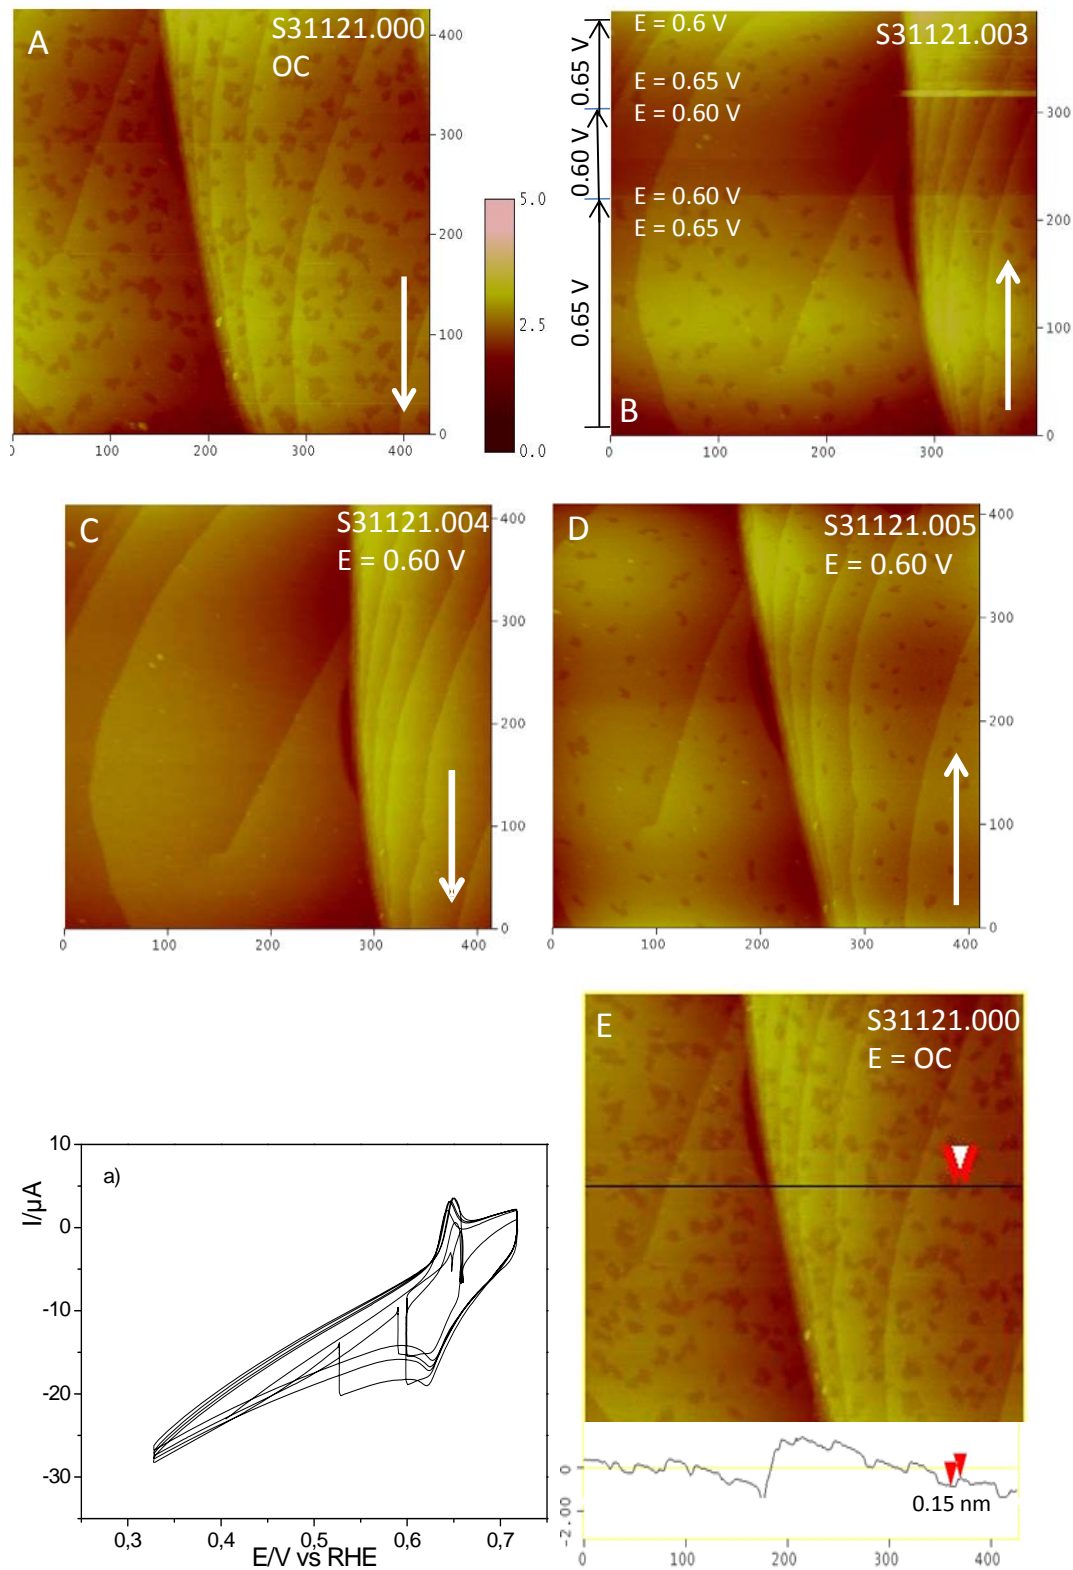 A
S31121.000
OC
400
300
200
100
0
0
100
200
300
400
5.0
2.5
0.0
0.65 V
0.60 V
0.65 V
E = 0.6 V
E = 0.65 V
E = 0.60 V
E = 0.60 V
E = 0.65 V
S31121.003
B
300
200
100
0
0
100
200
300
C
S31121.004
E = 0.60 V
400
300
200
100
0
0
100
200
300
400
D
S31121.005
E = 0.60 V
400
300
200
100
0
0
100
200
300
400
a)
I/µA
10
0
-10
-20
-30
0,3
0,4
0,5
0,6
0,7
E/V vs RHE
E
S31121.000
E = OC
0
-2.00
0.15 nm
0
100
200
300
400